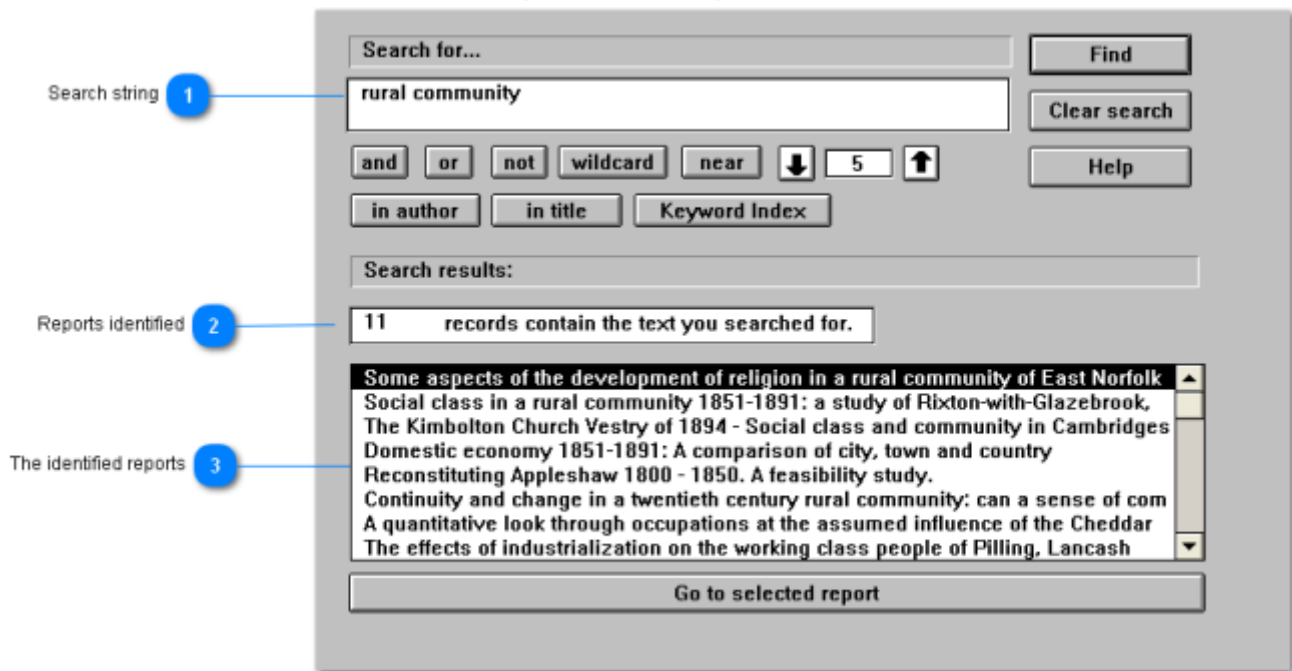 Search for...
Find
Search string 1
rural community
Clear search
and or not wildcard near 5
Help
in author in title Keyword Index
Search results:
Reports identified 2
11 records contain the text you searched for.
Some aspects of the development of religion in a rural community of East Norfolk
Social class in a rural community 1851-1891: a study of Rixton-with-Glazebrook,
The Kimbolton Church Vestry of 1894 - Social class and community in Cambridges
Domestic economy 1851-1891: A comparison of city, town and country
The identified reports 3
Reconstituting Appleshaw 1800 - 1850. A feasibility study.
Continuity and change in a twentieth century rural community: can a sense of com
A quantitative look through occupations at the assumed influence of the Cheddar
The effects of industrialization on the working class people of Pilling, Lancash
Go to selected report